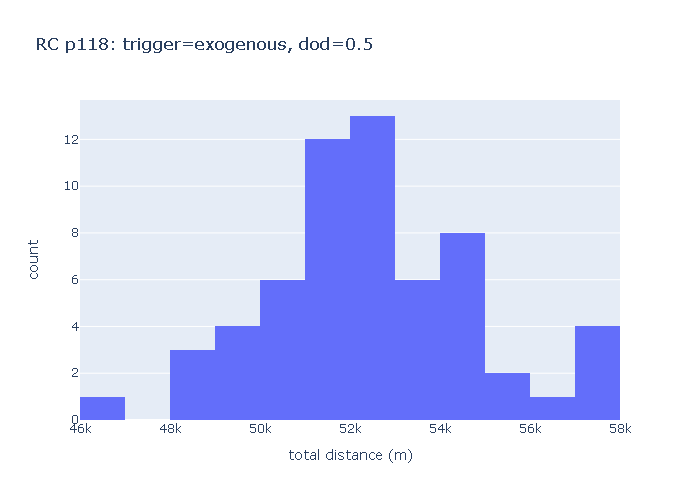 RC p118: trigger=exogenous, dod=0.5
12
10
8
6
4
2
0
count
46k 48k 50k 52k 54k 56k 58k
total distance (m)